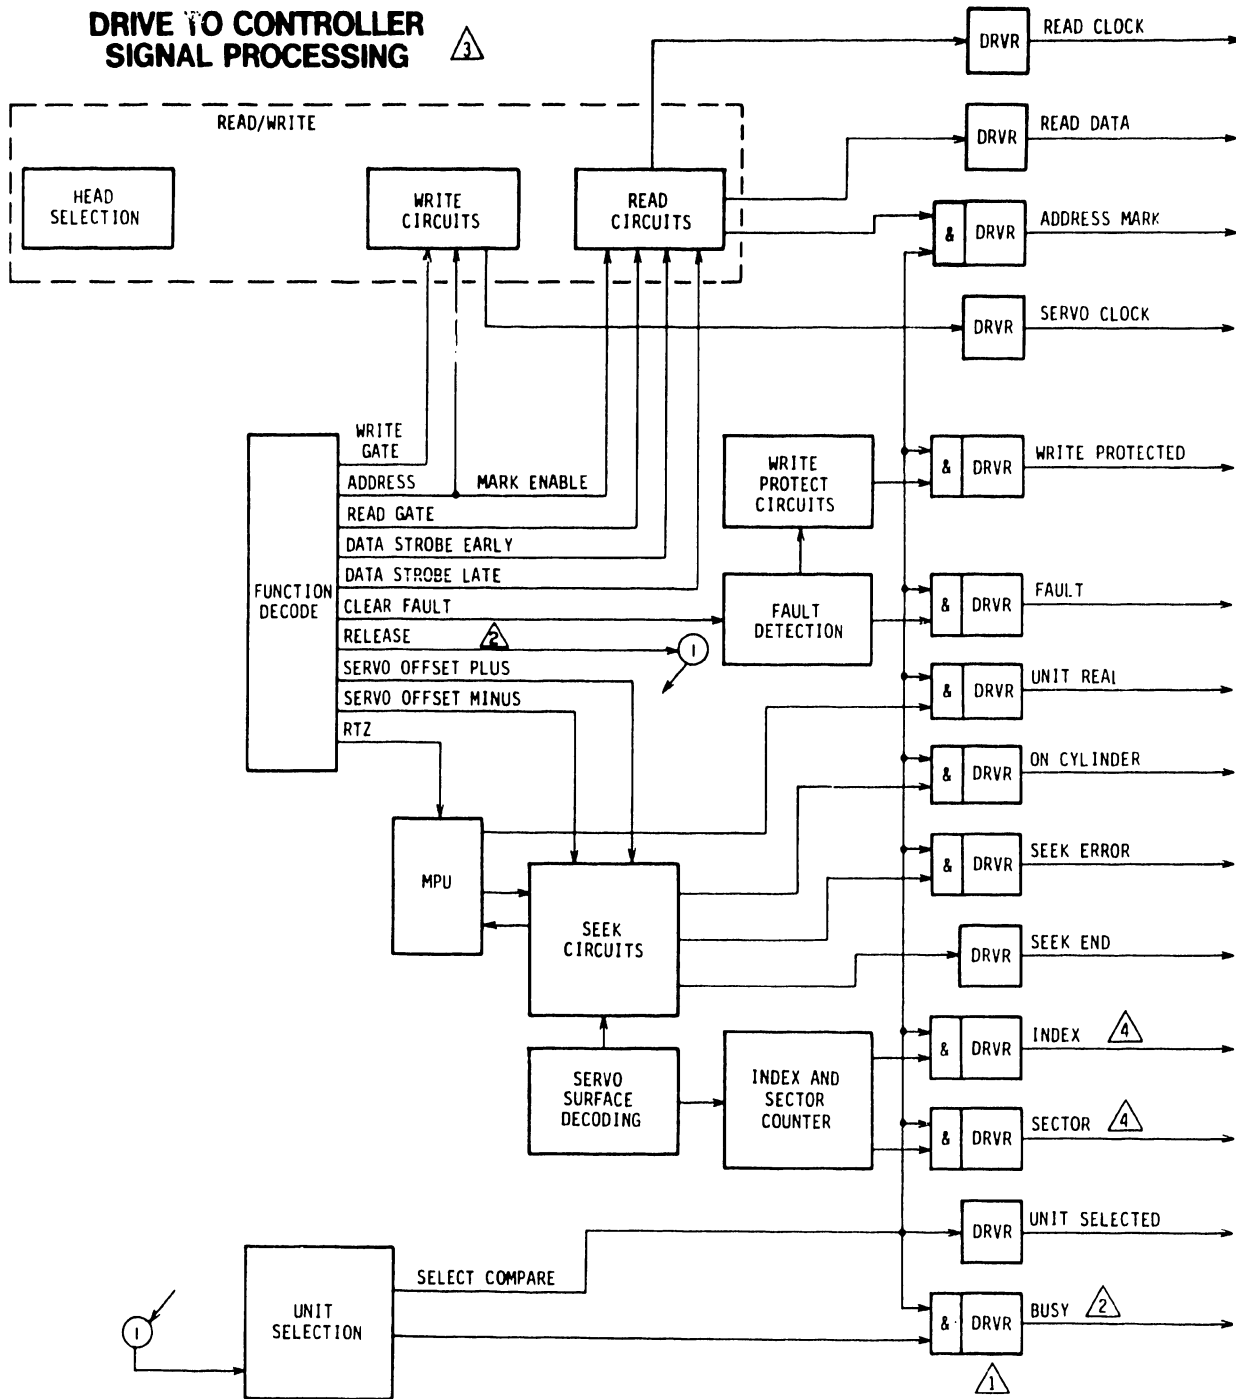 DRIVE TO CONTROLLER
SIGNAL PROCESSING
3
DRVR
READ CLOCK
READ/WRITE
DRVR
READ DATA
HEAD
SELECTION
WRITE
CIRCUITS
READ
CIRCUITS
&
DRVR
ADDRESS MARK
DRVR
SERVO CLOCK
FUNCTION
DECODE
WRITE
GATE
ADDRESS
MARK ENABLE
READ GATE
DATA STROBE EARLY
DATA STROBE LATE
CLEAR FAULT
RELEASE
2
1
SERVO OFFSET PLUS
SERVO OFFSET MINUS
RTZ
WRITE
PROTECT
CIRCUITS
&
DRVR
WRITE PROTECTED
FAULT
DETECTION
&
DRVR
FAULT
&
DRVR
UNIT REAL
&
DRVR
ON CYLINDER
MPU
SEEK
CIRCUITS
&
DRVR
SEEK ERROR
DRVR
SEEK END
SERVO
SURFACE
DECODING
INDEX AND
SECTOR
COUNTER
&
DRVR
INDEX
4
&
DRVR
SECTOR
4
DRVR
UNIT SELECTED
UNIT
SELECTION
SELECT COMPARE
1
&
DRVR
BUSY
2
1